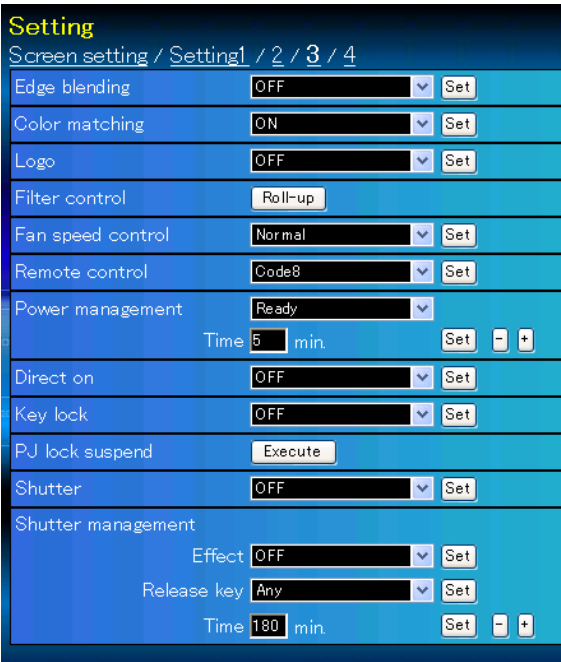 Setting
Screen setting / Setting1 / 2 / 3 / 4
Edge blending OFF Set
Color matching ON Set
Logo OFF Set
Filter control Roll-up
Fan speed control Normal Set
Remote control Code8 Set
Power management Ready
Time 5 min. Set - +
Direct on OFF Set
Key lock OFF Set
PJ lock suspend Execute
Shutter OFF Set
Shutter management
Effect OFF Set
Release key Any Set
Time 180 min. Set - +